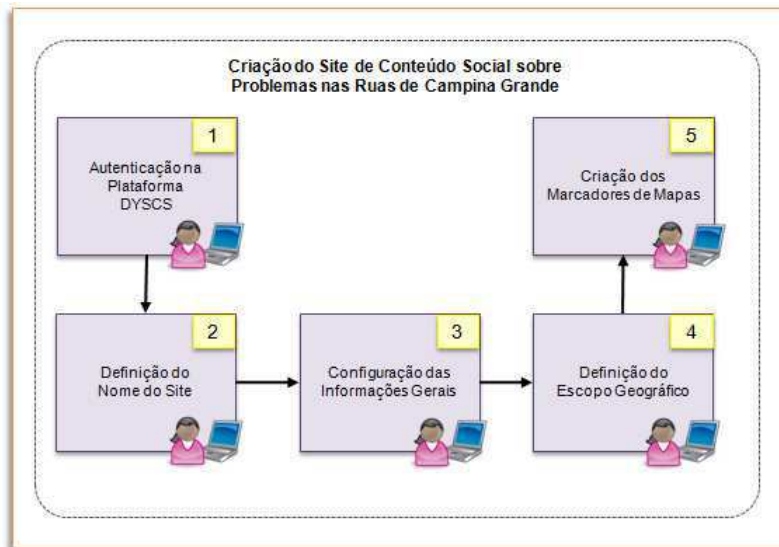 Criação do Site de Conteúdo Social sobre
Problemas nas Ruas de Campina Grande
1
Autenticação na
Plataforma
DYSCS
2
Definição do
Nome do Site
3
Configuração das
Informações Gerais
4
Definição do
Escopo Geográfico
5
Criação dos
Marcadores de Mapas